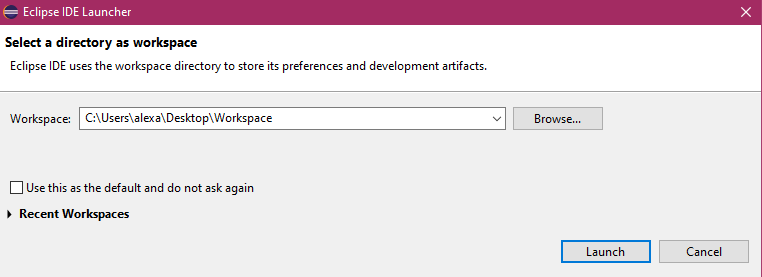 Eclipse IDE Launcher
Select a directory as workspace
Eclipse IDE uses the workspace directory to store its preferences and development artifacts.
Workspace: C:\Users\alexa\Desktop\Workspace Browse...
Use this as the default and do not ask again
Recent Workspaces
Launch Cancel